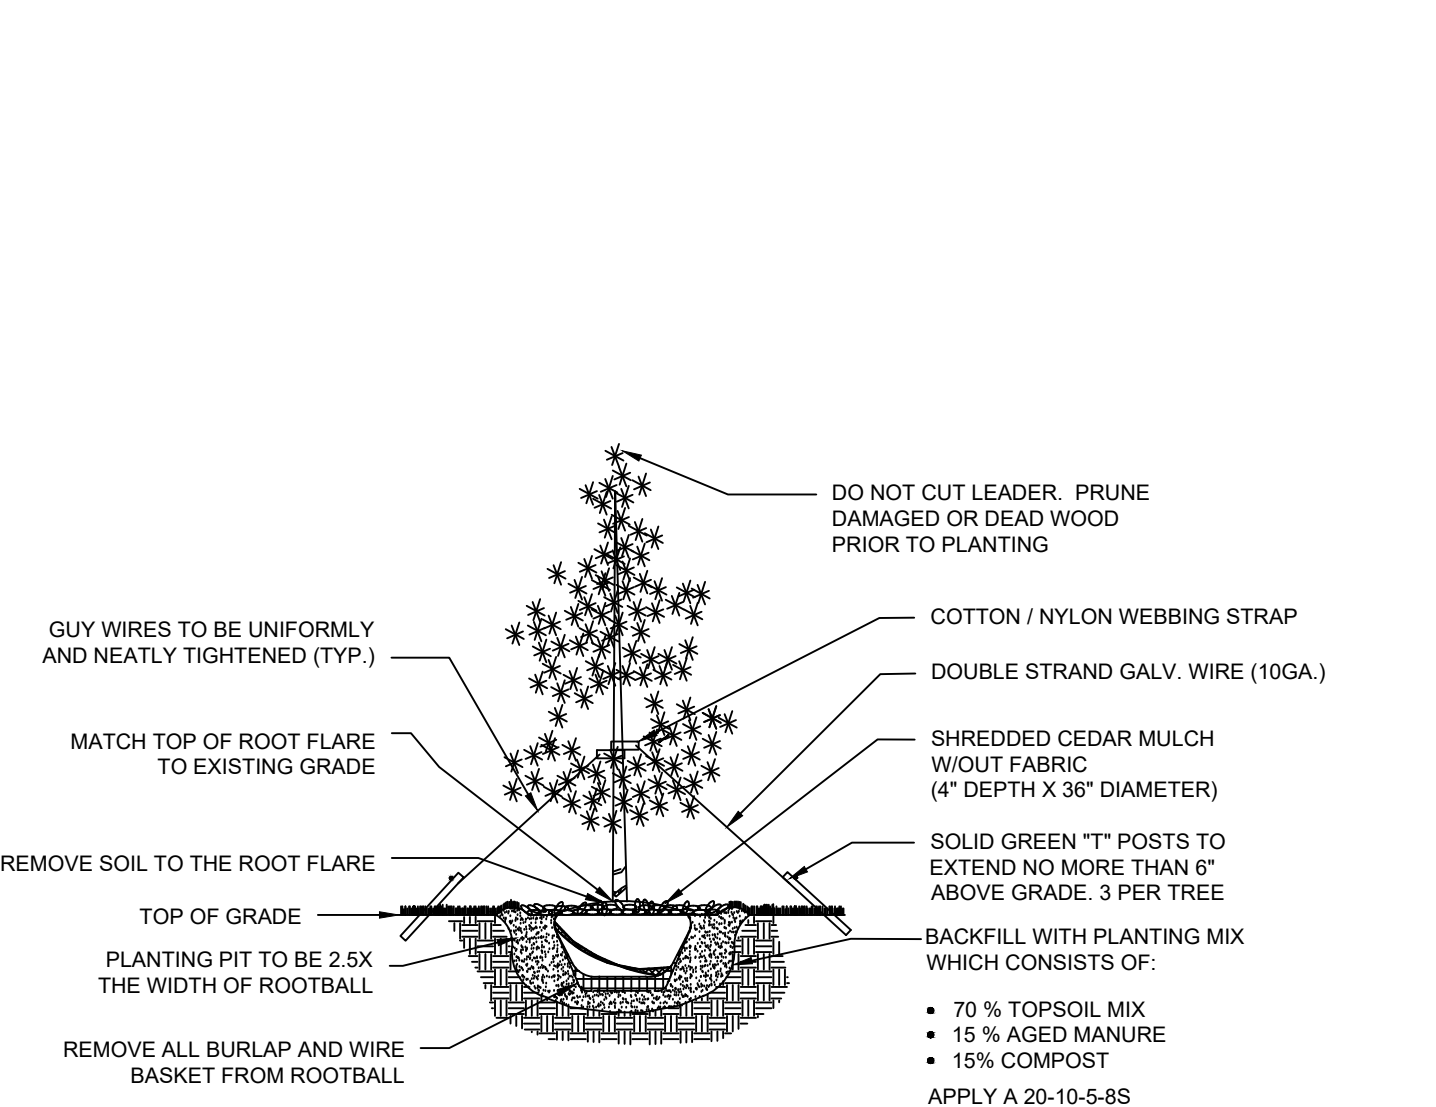 DO NOT CUT LEADER. PRUNE
DAMAGED OR DEAD WOOD
PRIOR TO PLANTING
GUY WIRES TO BE UNIFORMLY
AND NEATLY TIGHTENED (TYP.)
MATCH TOP OF ROOT FLARE
TO EXISTING GRADE
REMOVE SOIL TO THE ROOT FLARE
TOP OF GRADE
PLANTING PIT TO BE 2.5X
THE WIDTH OF ROOTBALL
REMOVE ALL BURLAP AND WIRE
BASKET FROM ROOTBALL
COTTON / NYLON WEBBING STRAP
DOUBLE STRAND GALV. WIRE (10GA.)
SHREDDED CEDAR MULCH
W/OUT FABRIC
(4" DEPTH X 36" DIAMETER)
SOLID GREEN "T" POSTS TO
EXTEND NO MORE THAN 6"
ABOVE GRADE. 3 PER TREE
BACKFILL WITH PLANTING MIX
WHICH CONSISTS OF:
• 70 % TOPSOIL MIX
• 15 % AGED MANURE
• 15% COMPOST
APPLY A 20-10-5-8S